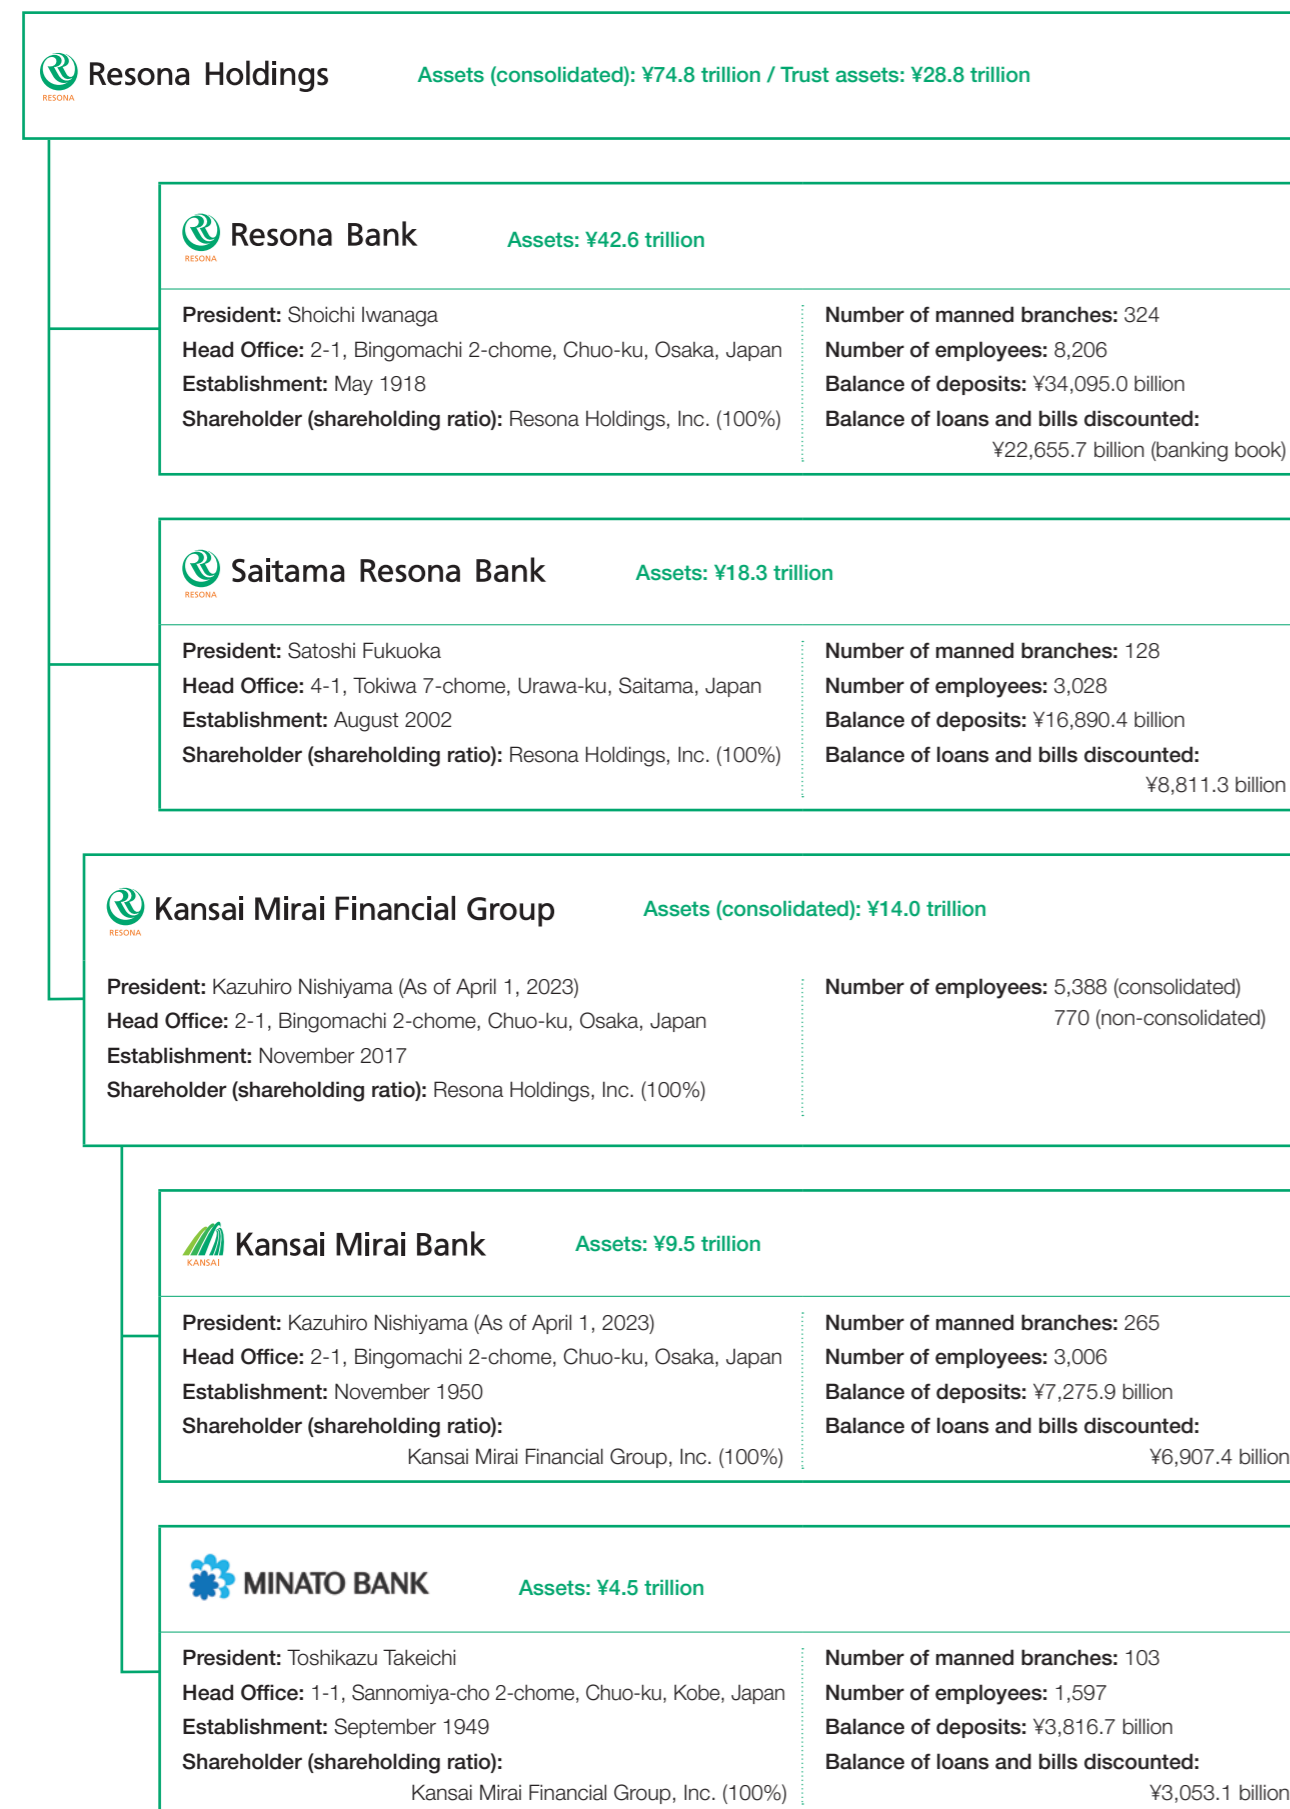 RESONA
Resona Holdings
Assets (consolidated): ¥74.8 trillion / Trust assets: ¥28.8 trillion
RESONA
Resona Bank
Assets: ¥42.6 trillion
President: Shoichi Iwanaga
Head Office: 2-1, Bingomachi 2-chome, Chuo-ku, Osaka, Japan
Establishment: May 1918
Shareholder (shareholding ratio): Resona Holdings, Inc. (100%)
Number of manned branches: 324
Number of employees: 8,206
Balance of deposits: ¥34,095.0 billion
Balance of loans and bills discounted:
¥22,655.7 billion (banking book)
RESONA
Saitama Resona Bank
Assets: ¥18.3 trillion
President: Satoshi Fukuoka
Head Office: 4-1, Tokiwa 7-chome, Urawa-ku, Saitama, Japan
Establishment: August 2002
Shareholder (shareholding ratio): Resona Holdings, Inc. (100%)
Number of manned branches: 128
Number of employees: 3,028
Balance of deposits: ¥16,890.4 billion
Balance of loans and bills discounted:
¥8,811.3 billion
RESONA
Kansai Mirai Financial Group
Assets (consolidated): ¥14.0 trillion
President: Kazuhiro Nishiyama (As of April 1, 2023)
Head Office: 2-1, Bingomachi 2-chome, Chuo-ku, Osaka, Japan
Establishment: November 2017
Shareholder (shareholding ratio): Resona Holdings, Inc. (100%)
Number of employees: 5,388 (consolidated)
770 (non-consolidated)
KANSAI
Kansai Mirai Bank
Assets: ¥9.5 trillion
President: Kazuhiro Nishiyama (As of April 1, 2023)
Head Office: 2-1, Bingomachi 2-chome, Chuo-ku, Osaka, Japan
Establishment: November 1950
Shareholder (shareholding ratio):
Kansai Mirai Financial Group, Inc. (100%)
Number of manned branches: 265
Number of employees: 3,006
Balance of deposits: ¥7,275.9 billion
Balance of loans and bills discounted:
¥6,907.4 billion
MINATO BANK
Assets: ¥4.5 trillion
President: Toshikazu Takeichi
Head Office: 1-1, Sannomiya-cho 2-chome, Chuo-ku, Kobe, Japan
Establishment: September 1949
Shareholder (shareholding ratio):
Kansai Mirai Financial Group, Inc. (100%)
Number of manned branches: 103
Number of employees: 1,597
Balance of deposits: ¥3,816.7 billion
Balance of loans and bills discounted:
¥3,053.1 billion